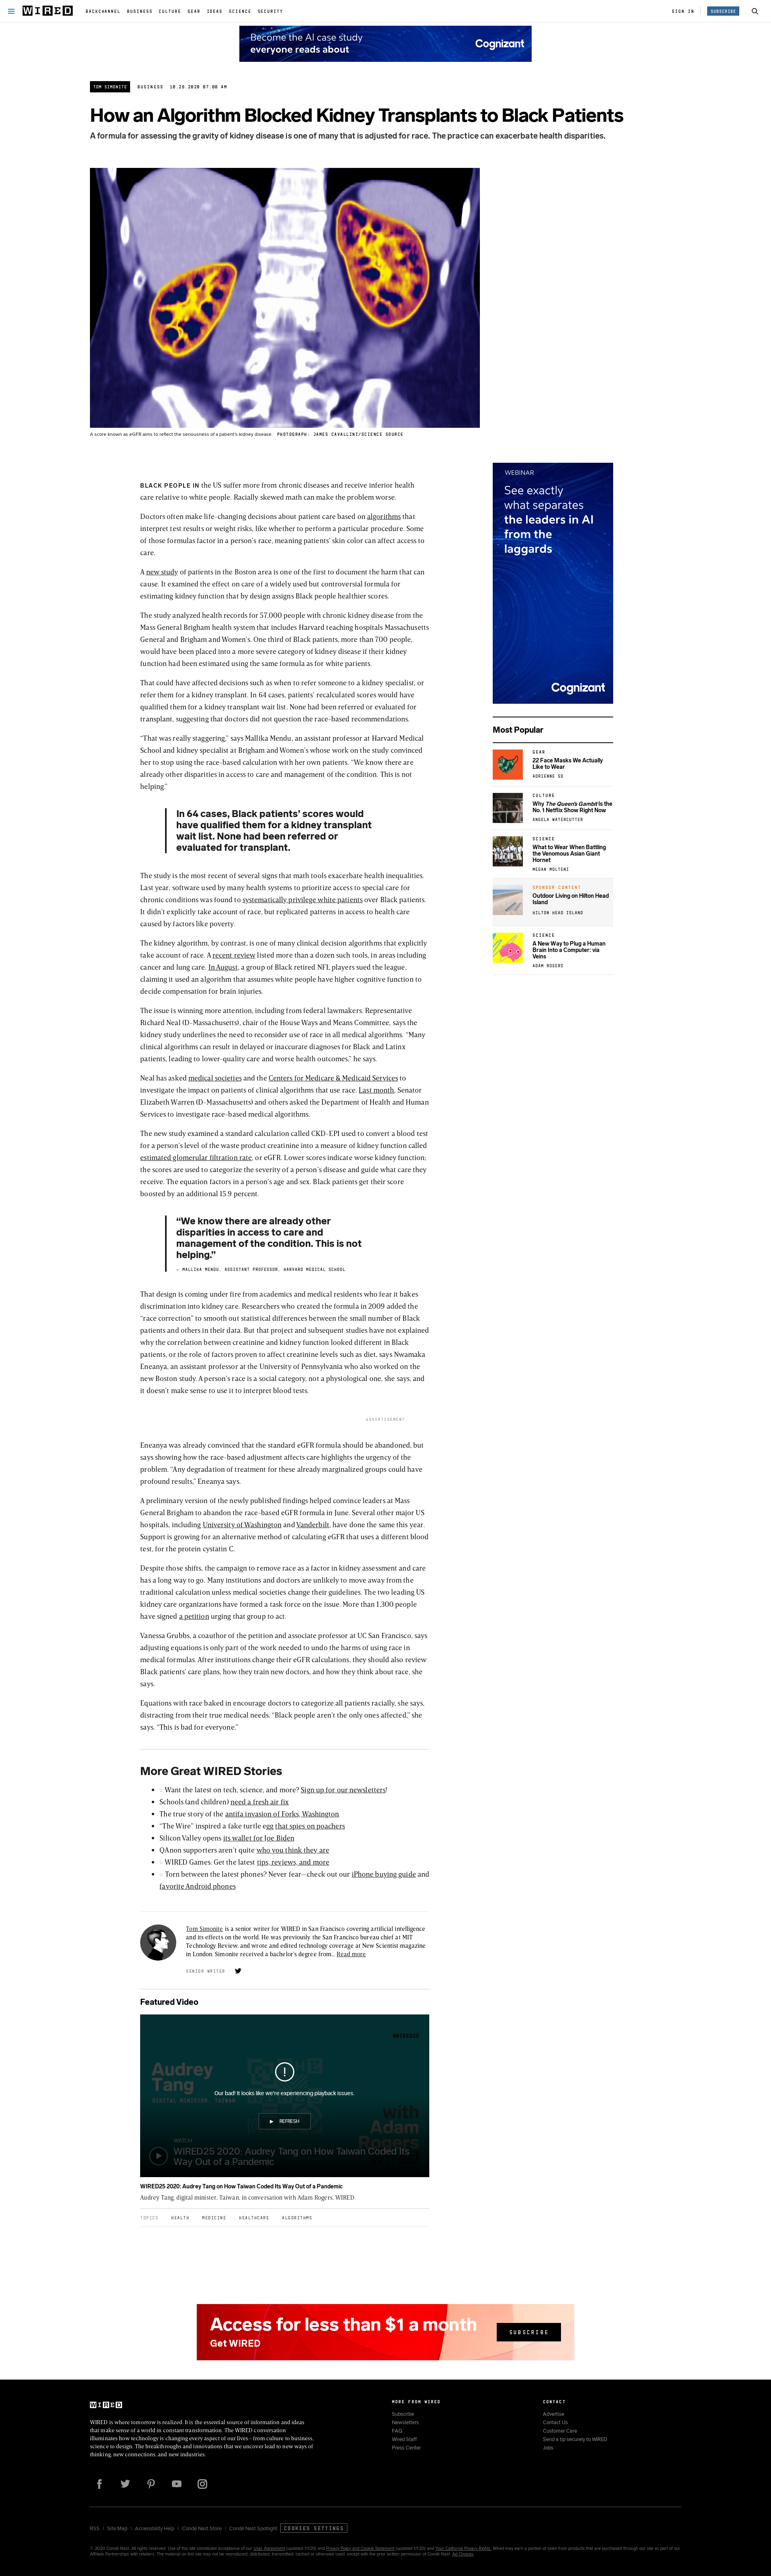 WIRED
BACKCHANNEL BUSINESS CULTURE GEAR IDEAS SCIENCE SECURITY
SIGN IN
SUBSCRIBE
Become the AI case study
everyone reads about
Cognizant
TOM SIMONITE BUSINESS 10.26.2020 07:00 AM
How an Algorithm Blocked Kidney Transplants to Black Patients
A formula for assessing the gravity of kidney disease is one of many that is adjusted for race. The practice can exacerbate health disparities.
A score known as eGFR aims to reflect the seriousness of a patient's kidney disease. PHOTOGRAPH: JAMES CAVALLINI/SCIENCE SOURCE
BLACK PEOPLE IN the US suffer more from chronic diseases and receive inferior health
care relative to white people. Racially skewed math can make the problem worse.
Doctors often make life-changing decisions about patient care based on algorithms that
interpret test results or weight risks, like whether to perform a particular procedure. Some
of those formulas factor in a person's race, meaning patients' skin color can affect access to
care.
A new study of patients in the Boston area is one of the first to document the harm that can
cause. It examined the effect on care of a widely used but controversial formula for
estimating kidney function that by design assigns Black people healthier scores.
The study analyzed health records for 57,000 people with chronic kidney disease from the
Mass General Brigham health system that includes Harvard teaching hospitals Massachusetts
General and Brigham and Women's. One third of Black patients, more than 700 people,
would have been placed into a more severe category of kidney disease if their kidney
function had been estimated using the same formula as for white patients.
That could have affected decisions such as when to refer someone to a kidney specialist, or
refer them for a kidney transplant. In 64 cases, patients' recalculated scores would have
qualified them for a kidney transplant wait list. None had been referred or evaluated for
transplant, suggesting that doctors did not question the race-based recommendations.
“That was really staggering,” says Mallika Mendu, an assistant professor at Harvard Medical
School and kidney specialist at Brigham and Women's whose work on the study convinced
her to stop using the race-based calculation with her own patients. “We know there are
already other disparities in access to care and management of the condition. This is not
helping.”
In 64 cases, Black patients' scores would
have qualified them for a kidney transplant
wait list. None had been referred or
evaluated for transplant.
The study is the most recent of several signs that math tools exacerbate health inequalities.
Last year, software used by many health systems to prioritize access to special care for
chronic conditions was found to systematically privilege white patients over Black patients.
It didn't explicitly take account of race, but replicated patterns in access to health care
caused by factors like poverty.
The kidney algorithm, by contrast, is one of many clinical decision algorithms that explicitly
take account of race. A recent review listed more than a dozen such tools, in areas including
cancer and lung care. In August, a group of Black retired NFL players sued the league,
claiming it used an algorithm that assumes white people have higher cognitive function to
decide compensation for brain injuries.
The issue is winning more attention, including from federal lawmakers. Representative
Richard Neal (D-Massachusetts), chair of the House Ways and Means Committee, says the
kidney study underlines the need to reconsider use of race in all medical algorithms. “Many
clinical algorithms can result in delayed or inaccurate diagnoses for Black and Latinx
patients, leading to lower-quality care and worse health outcomes,” he says.
Neal has asked medical societies and the Centers for Medicare & Medicaid Services to
investigate the impact on patients of clinical algorithms that use race. Last month, Senator
Elizabeth Warren (D-Massachusetts) and others asked the Department of Health and Human
Services to investigate race-based medical algorithms.
The new study examined a standard calculation called CKD-EPI used to convert a blood test
for a person's level of the waste product creatinine into a measure of kidney function called
estimated glomerular filtration rate, or eGFR. Lower scores indicate worse kidney function;
the scores are used to categorize the severity of a person's disease and guide what care they
receive. The equation factors in a person's age and sex. Black patients get their score
boosted by an additional 15.9 percent.
“We know there are already other
disparities in access to care and
management of the condition. This is not
helping.”
— MALLIKA MENDU, ASSISTANT PROFESSOR, HARVARD MEDICAL SCHOOL
That design is coming under fire from academics and medical residents who fear it bakes
discrimination into kidney care. Researchers who created the formula in 2009 added the
“race correction” to smooth out statistical differences between the small number of Black
patients and others in their data. But that project and subsequent studies have not explained
why the correlation between creatinine and kidney function looked different in Black
patients, or the role of factors proven to affect creatinine levels such as diet, says Nwamaka
Eneanya, an assistant professor at the University of Pennsylvania who also worked on the
new Boston study. A person's race is a social category, not a physiological one, she says, and
it doesn't make sense to use it to interpret blood tests.
ADVERTISEMENT
Eneanya was already convinced that the standard eGFR formula should be abandoned, but
says showing how the race-based adjustment affects care highlights the urgency of the
problem. “Any degradation of treatment for these already marginalized groups could have
profound results,” Eneanya says.
A preliminary version of the newly published findings helped convince leaders at Mass
General Brigham to abandon the race-based eGFR formula in June. Several other major US
hospitals, including University of Washington and Vanderbilt, have done the same this year.
Support is growing for an alternative method of calculating eGFR that uses a different blood
test, for the protein cystatin C.
Despite those shifts, the campaign to remove race as a factor in kidney assessment and care
has a long way to go. Many institutions and doctors are unlikely to move away from the
traditional calculation unless medical societies change their guidelines. The two leading US
kidney care organizations have formed a task force on the issue. More than 1,300 people
have signed a petition urging that group to act.
Vanessa Grubbs, a coauthor of the petition and associate professor at UC San Francisco, says
adjusting equations is only part of the work needed to undo the harms of using race in
medical formulas. After institutions change their eGFR calculations, they should also review
Black patients' care plans, how they train new doctors, and how they think about race, she
says.
Equations with race baked in encourage doctors to categorize all patients racially, she says,
distracting from their true medical needs. “Black people aren't the only ones affected,” she
says. “This is bad for everyone.”
More Great WIRED Stories
Want the latest on tech, science, and more? Sign up for our newsletters!
Schools (and children) need a fresh air fix
The true story of the antifa invasion of Forks, Washington
“The Wire” inspired a fake turtle egg that spies on poachers
Silicon Valley opens its wallet for Joe Biden
QAnon supporters aren't quite who you think they are
WIRED Games: Get the latest tips, reviews, and more
Torn between the latest phones? Never fear—check out our iPhone buying guide and
favorite Android phones
Tom Simonite is a senior writer for WIRED in San Francisco covering artificial intelligence
and its effects on the world. He was previously the San Francisco bureau chief at MIT
Technology Review, and wrote and edited technology coverage at New Scientist magazine
in London. Simonite received a bachelor's degree from... Read more
SENIOR WRITER
Featured Video
WIRED25
Audrey
Tang
DIGITAL MINISTER, TAIWAN
Our bad! It looks like we're experiencing playback issues.
REFRESH
with
Adam
Rogers
WATCH
WIRED25 2020: Audrey Tang on How Taiwan Coded Its
Way Out of a Pandemic
WIRED25 2020: Audrey Tang on How Taiwan Coded Its Way Out of a Pandemic
Audrey Tang, digital minister, Taiwan, in conversation with Adam Rogers, WIRED.
TOPICS HEALTH MEDICINE HEALTHCARE ALGORITHMS
WEBINAR
See exactly
what separates
the leaders in AI
from the
laggards
Cognizant
Most Popular
GEAR
22 Face Masks We Actually
Like to Wear
ADRIENNE SO
CULTURE
Why The Queen's Gambit Is the
No. 1 Netflix Show Right Now
ANGELA WATERCUTTER
SCIENCE
What to Wear When Battling
the Venomous Asian Giant
Hornet
MEGAN MOLTENI
SPONSOR CONTENT
Outdoor Living on Hilton Head
Island
HILTON HEAD ISLAND
SCIENCE
A New Way to Plug a Human
Brain Into a Computer: via
Veins
ADAM ROGERS
Access for less than $1 a month
Get WIRED
SUBSCRIBE
WIRED
WIRED is where tomorrow is realized. It is the essential source of information and ideas
that make sense of a world in constant transformation. The WIRED conversation
illuminates how technology is changing every aspect of our lives—from culture to business,
science to design. The breakthroughs and innovations that we uncover lead to new ways of
thinking, new connections, and new industries.
MORE FROM WIRED
Subscribe
Newsletters
FAQ
Wired Staff
Press Center
CONTACT
Advertise
Contact Us
Customer Care
Send a tip securely to WIRED
Jobs
RSS | Site Map | Accessibility Help | Condé Nast Store | Condé Nast Spotlight COOKIES SETTINGS
© 2020 Condé Nast. All rights reserved. Use of this site constitutes acceptance of our User Agreement (updated 1/1/20) and Privacy Policy and Cookie Statement (updated 1/1/20) and Your California Privacy Rights. Wired may earn a portion of sales from products that are purchased through our site as part of our
Affiliate Partnerships with retailers. The material on this site may not be reproduced, distributed, transmitted, cached or otherwise used, except with the prior written permission of Condé Nast. Ad Choices